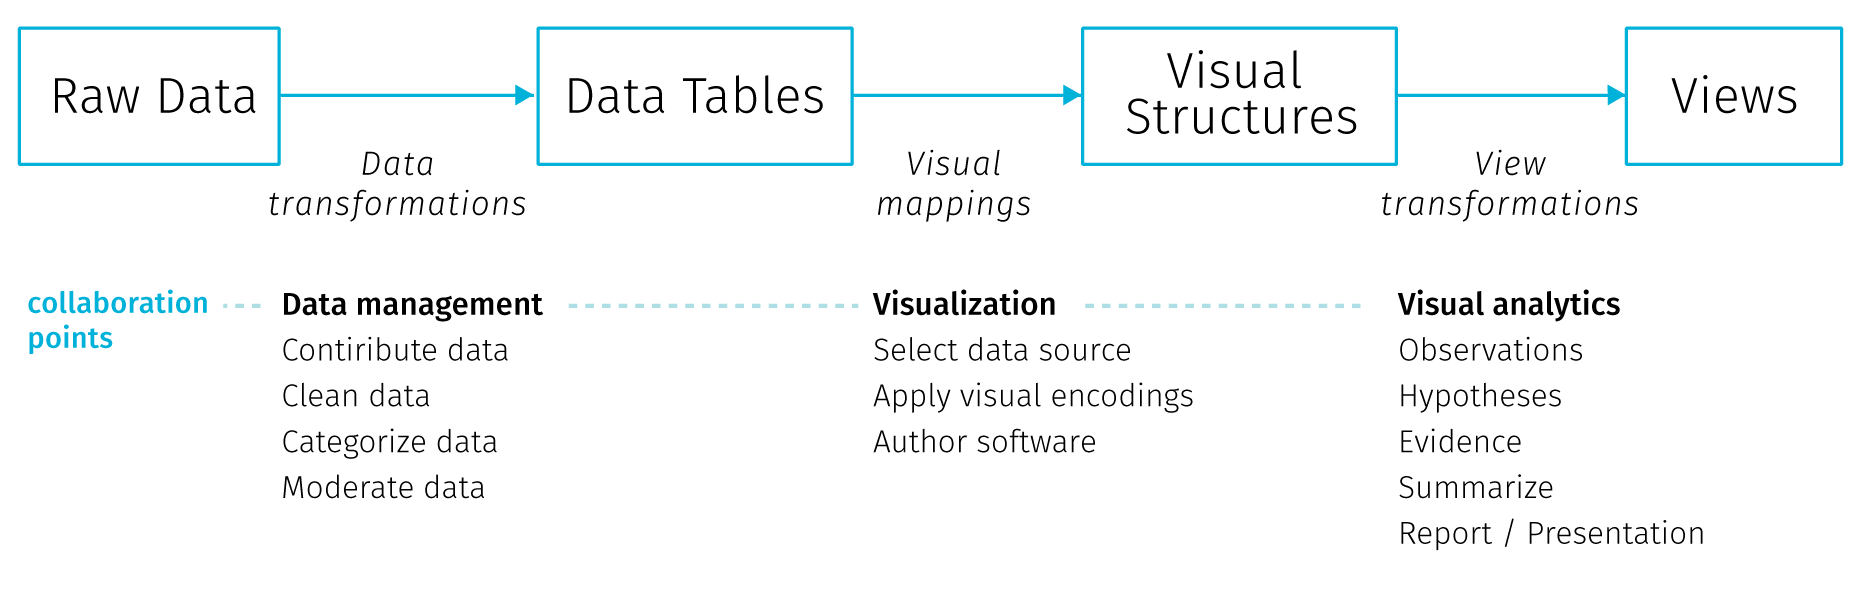 Raw Data
Data Tables
Visual
Structures
Views
Data
transformations
Visual
mappings
View
transformations
collaboration
points
Data management
Contiribute data
Clean data
Categorize data
Moderate data
Visualization
Select data source
Apply visual encodings
Author software
Visual analytics
Observations
Hypotheses
Evidence
Summarize
Report / Presentation